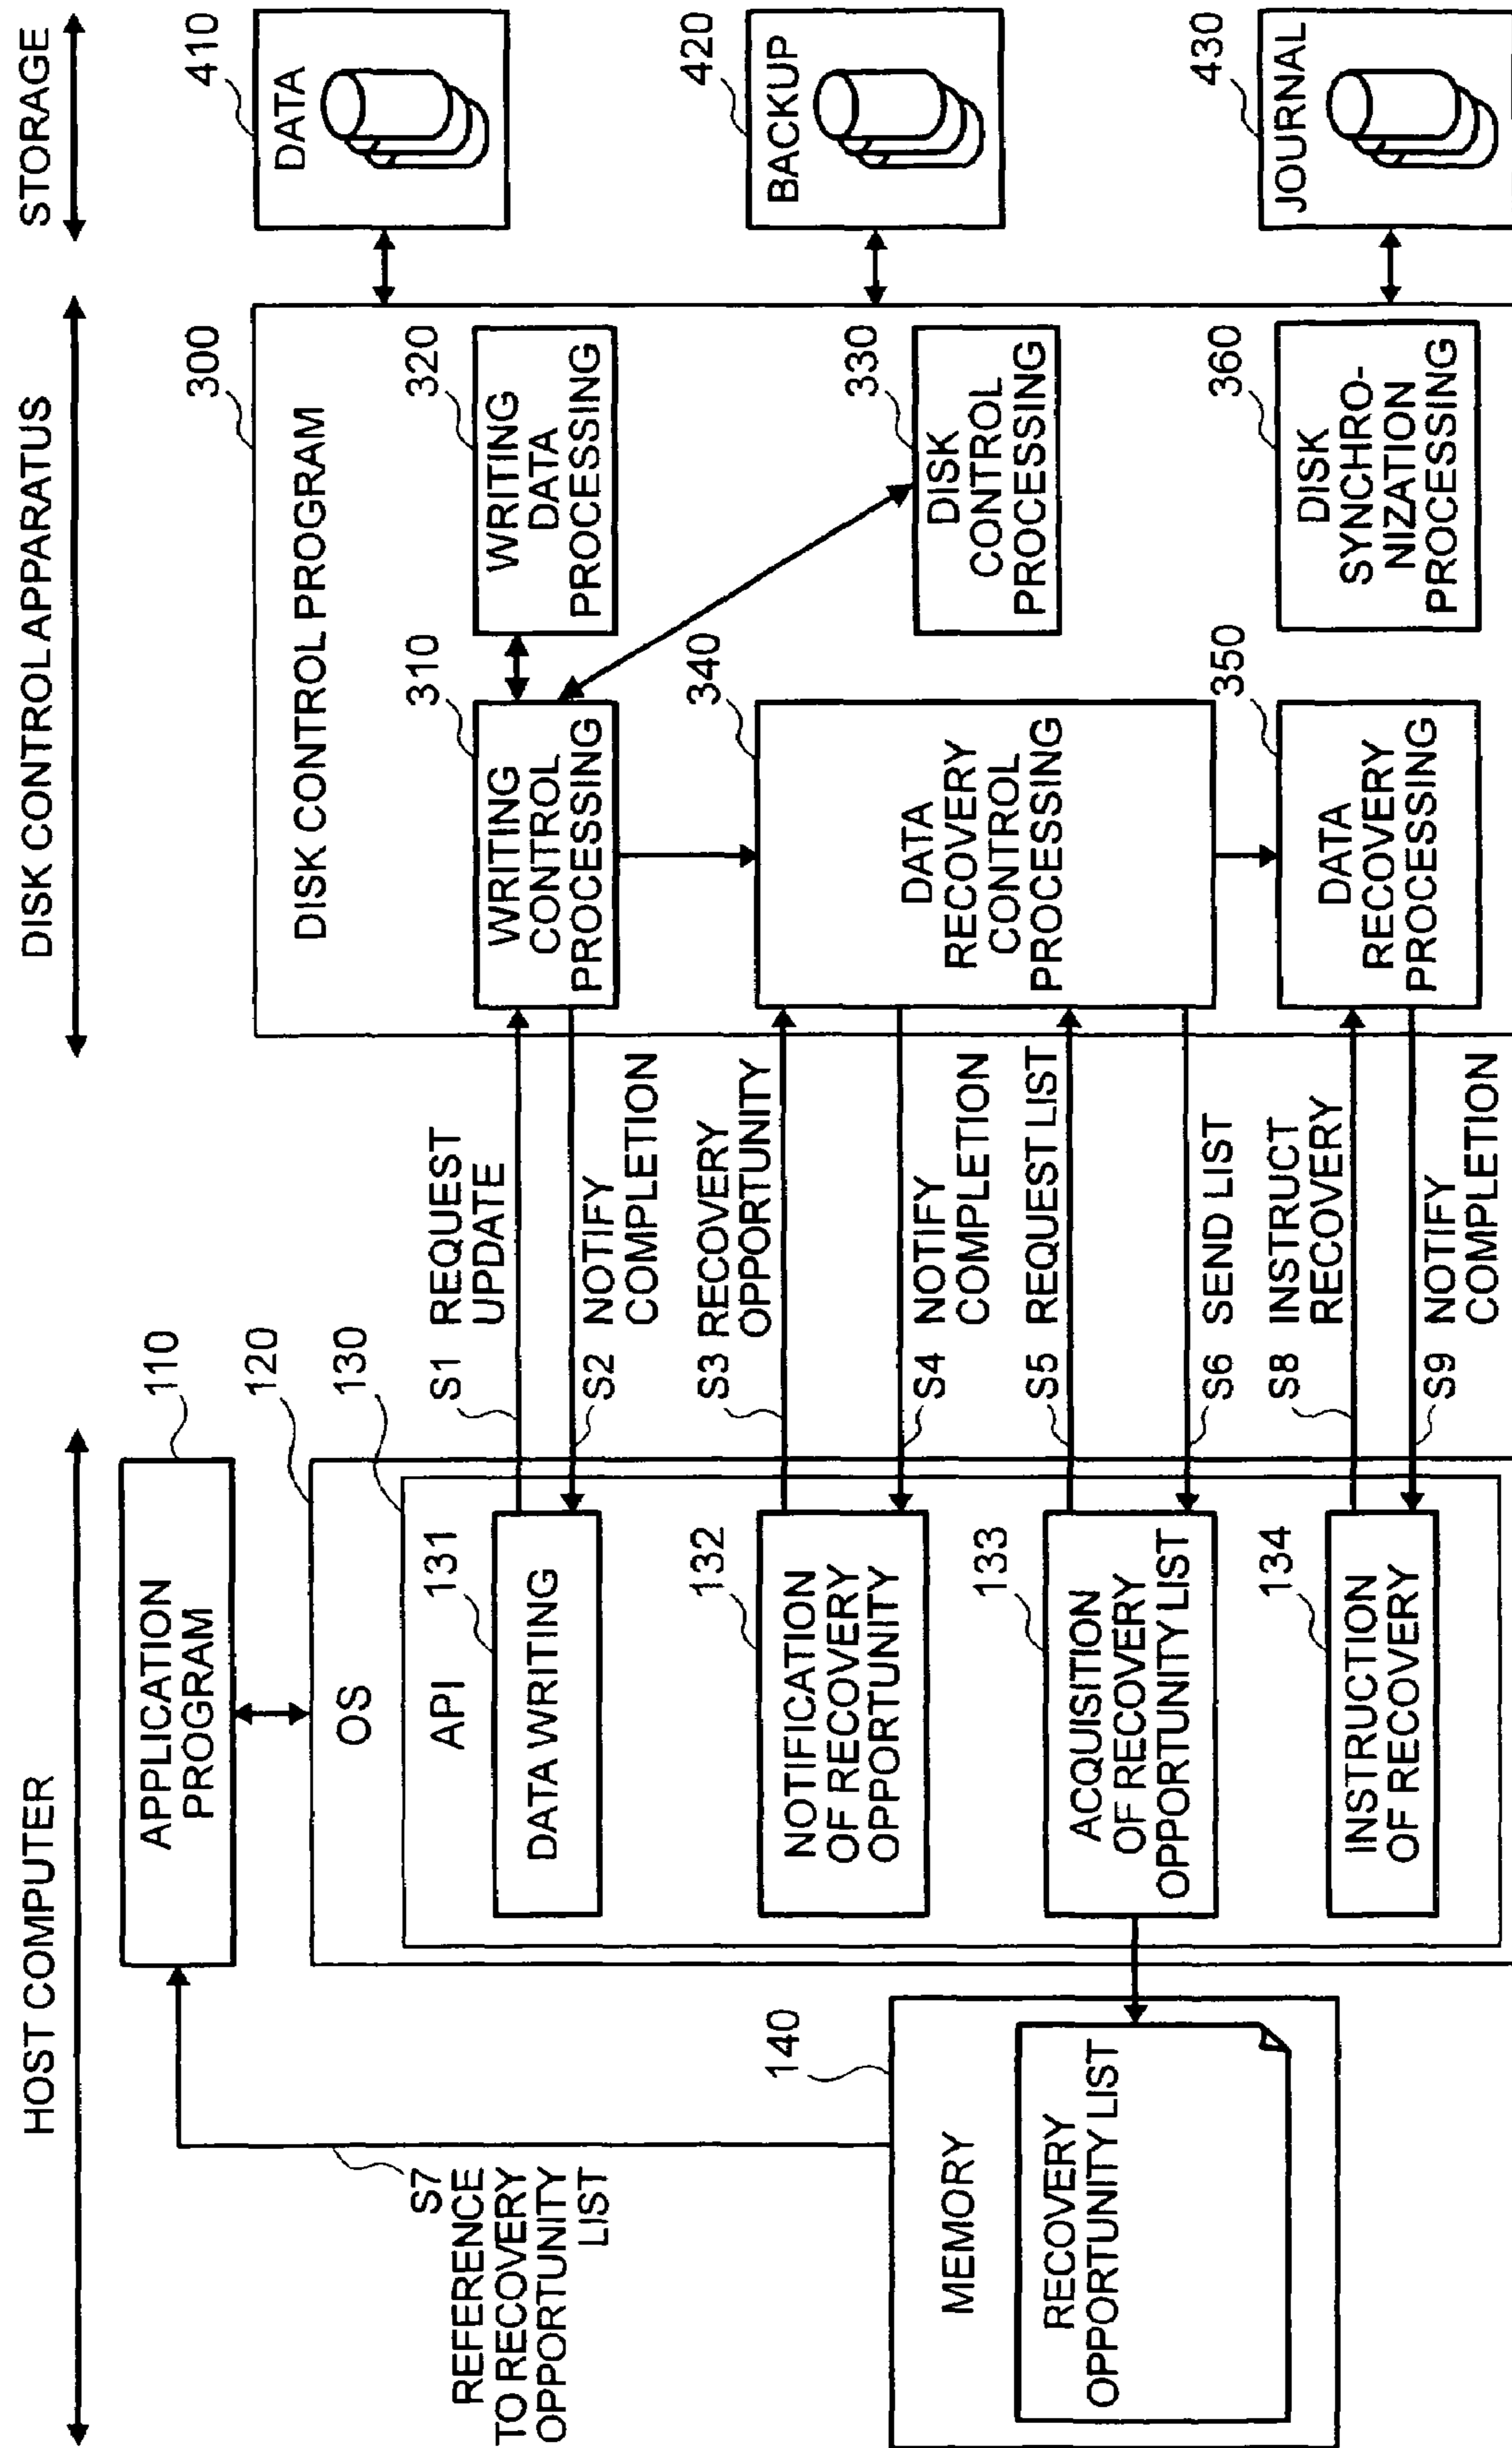 HOST COMPUTER
DISK CONTROL APPARATUS
STORAGE
S7
REFERENCE
TO RECOVERY
OPPORTUNITY
LIST
140
MEMORY
RECOVERY
OPPORTUNITY LIST
110
APPLICATION
PROGRAM
120
OS
130
API
131
DATA WRITING
132
NOTIFICATION
OF RECOVERY
OPPORTUNITY
133
ACQUISITION
OF RECOVERY
OPPORTUNITY LIST
134
INSTRUCTION
OF RECOVERY
S1
REQUEST
UPDATE
S2
NOTIFY
COMPLETION
S3
RECOVERY
OPPORTUNITY
S4
NOTIFY
COMPLETION
S5
REQUEST LIST
S6
SEND LIST
S8
INSTRUCT
RECOVERY
S9
NOTIFY
COMPLETION
300
DISK CONTROL PROGRAM
310
WRITING
CONTROL
PROCESSING
320
WRITING
DATA
PROCESSING
330
DISK
CONTROL
PROCESSING
340
DATA
RECOVERY
CONTROL
PROCESSING
350
DATA
RECOVERY
PROCESSING
360
DISK
SYNCHRO-
NIZATION
PROCESSING
410
DATA
420
BACKUP
430
JOURNAL